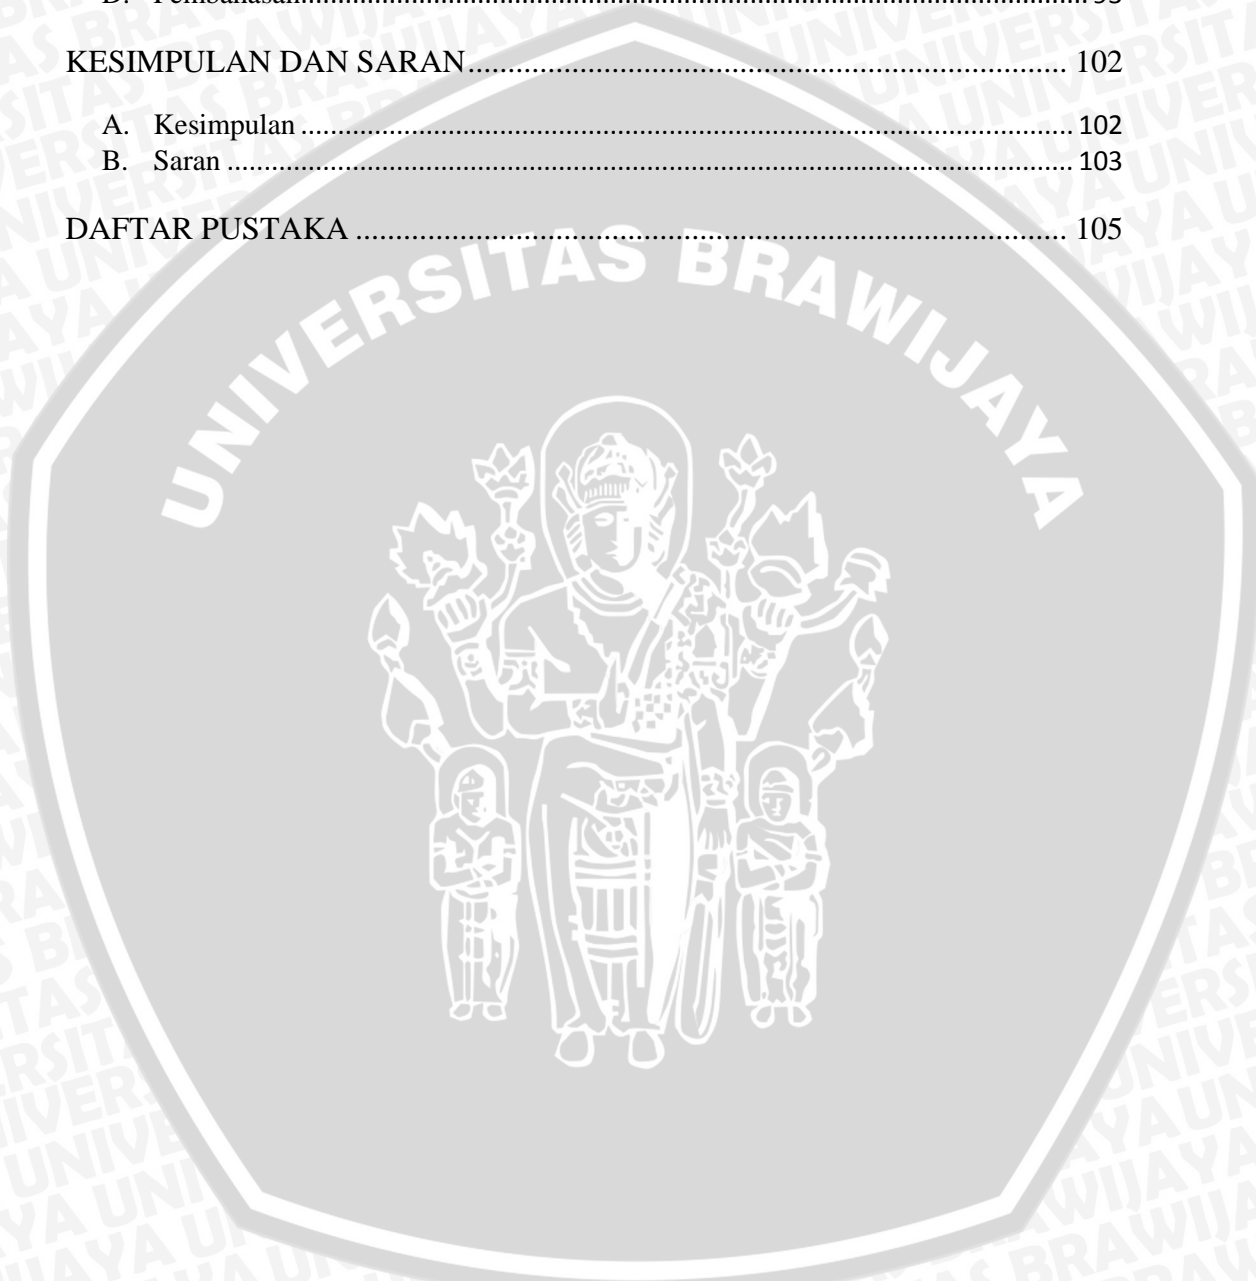 KESIMPULAN DAN SARAN ........................................................................... 102
A. Kesimpulan ................................................................................................ 102
B. Saran ......................................................................................................... 103
DAFTAR PUSTAKA ......................................................................................... 105
UNIVERSITAS BRAWIJAYA